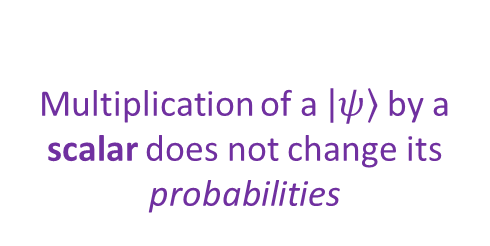 Multiplication of a |ψ⟩ by a
scalar does not change its
probabilities